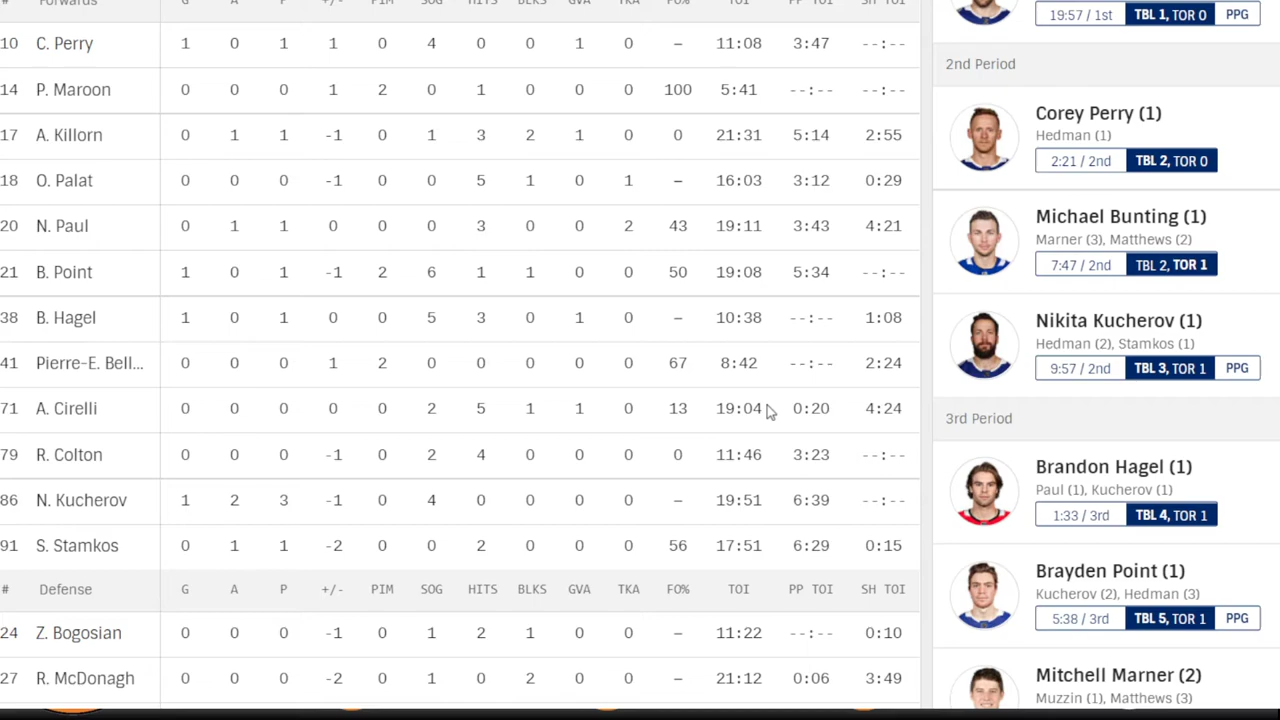 # Forwards G A P +/- PIM SOG HITS BLKS GVA TKA FO% TOI PP TOI SH TOI
10 C. Perry 1 0 1 1 0 4 0 0 1 0 – 11:08 3:47 --:--
14 P. Maroon 0 0 0 1 2 0 1 0 0 0 100 5:41 --:-- --:--
17 A. Killorn 0 1 1 -1 0 1 3 2 1 0 0 21:31 5:14 2:55
18 O. Palat 0 0 0 -1 0 0 5 1 0 1 – 16:03 3:12 0:29
20 N. Paul 0 1 1 0 0 0 3 0 0 2 43 19:11 3:43 4:21
21 B. Point 1 0 1 -1 2 6 1 1 0 0 50 19:08 5:34 --:--
38 B. Hagel 1 0 1 0 0 5 3 0 1 0 – 10:38 --:-- 1:08
41 Pierre-E. Bell... 0 0 0 1 2 0 0 0 0 0 67 8:42 --:-- 2:24
71 A. Cirelli 0 0 0 0 0 2 5 1 1 0 13 19:04 0:20 4:24
79 R. Colton 0 0 0 -1 0 2 4 0 0 0 0 11:46 3:23 --:--
86 N. Kucherov 1 2 3 -1 0 4 0 0 0 0 – 19:51 6:39 --:--
91 S. Stamkos 0 1 1 -2 0 0 2 0 0 0 56 17:51 6:29 0:15
# Defense G A P +/- PIM SOG HITS BLKS GVA TKA FO% TOI PP TOI SH TOI
24 Z. Bogosian 0 0 0 -1 0 1 2 1 0 0 – 11:22 --:-- 0:10
27 R. McDonagh 0 0 0 -2 0 1 0 2 0 0 – 21:12 0:06 3:49
19:57 / 1st TBL 1, TOR 0 PPG
2nd Period
Corey Perry (1)
Hedman (1)
2:21 / 2nd TBL 2, TOR 0
Michael Bunting (1)
Marner (3), Matthews (2)
7:47 / 2nd TBL 2, TOR 1
Nikita Kucherov (1)
Hedman (2), Stamkos (1)
9:57 / 2nd TBL 3, TOR 1 PPG
3rd Period
Brandon Hagel (1)
Paul (1), Kucherov (1)
1:33 / 3rd TBL 4, TOR 1
Brayden Point (1)
Kucherov (2), Hedman (3)
5:38 / 3rd TBL 5, TOR 1 PPG
Mitchell Marner (2)
Muzzin (1), Matthews (3)